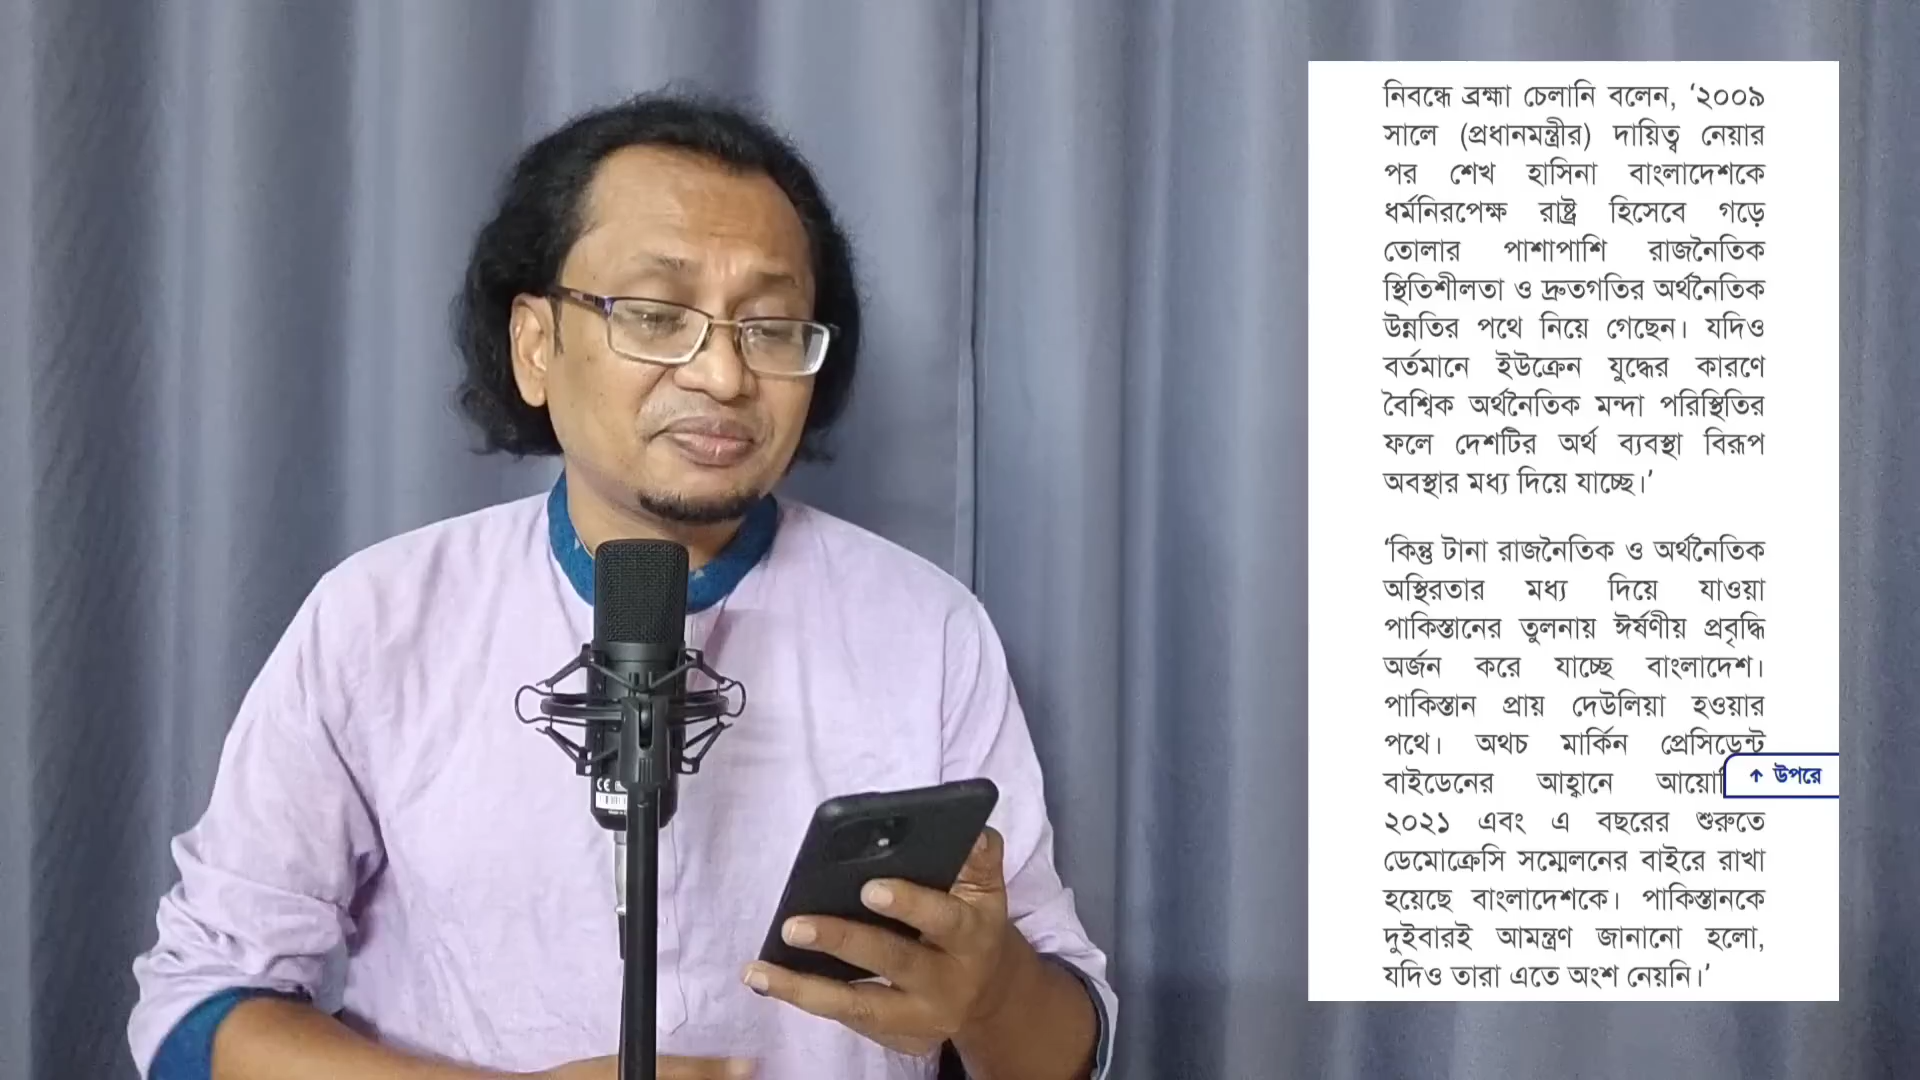 নিবন্ধে ব্রহ্মা চেলানি বলেন, ‘২০০৯
সালে (প্রধানমন্ত্রীর) দায়িত্ব নেয়ার
পর শেখ হাসিনা বাংলাদেশকে
ধর্মনিরপেক্ষ রাষ্ট্র হিসেবে গড়ে
তোলার পাশাপাশি রাজনৈতিক
স্থিতিশীলতা ও দ্রুতগতির অর্থনৈতিক
উন্নতির পথে নিয়ে গেছেন। যদিও
বর্তমানে ইউক্রেন যুদ্ধের কারণে
বৈশ্বিক অর্থনৈতিক মন্দা পরিস্থিতির
ফলে দেশটির অর্থ ব্যবস্থা বিরূপ
অবস্থার মধ্য দিয়ে যাচ্ছে।’
‘কিন্তু টানা রাজনৈতিক ও অর্থনৈতিক
অস্থিরতার মধ্য দিয়ে যাওয়া
পাকিস্তানের তুলনায় ঈর্ষণীয় প্রবৃদ্ধি
অর্জন করে যাচ্ছে বাংলাদেশ।
পাকিস্তান প্রায় দেউলিয়া হওয়ার
পথে। অথচ মার্কিন প্রেসিডেন্ট
বাইডেনের আহ্বানে
↑ উপরে
২০২১ এবং এ বছরের শুরুতে
ডেমোক্রেসি সম্মেলনের বাইরে রাখা
হয়েছে বাংলাদেশকে। পাকিস্তানকে
দুইবারই আমন্ত্রণ জানানো হলো,
যদিও তারা এতে অংশ নেয়নি।’
CE